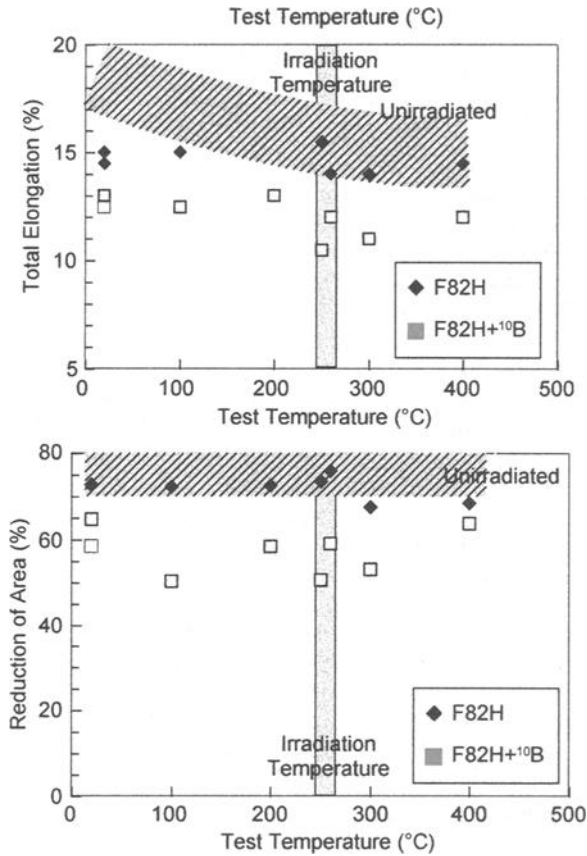 Test Temperature (°C)
20
15
10
5
Total Elongation (%)
Irradiation
Temperature
Unirradiated
F82H
F82H+¹⁰B
0 100 200 300 400 500
Test Temperature (°C)
80
60
40
20
0
Reduction of Area (%)
Unirradiated
F82H
F82H+¹⁰B
Irradiation
Temperature
0 100 200 300 400 500
Test Temperature (°C)